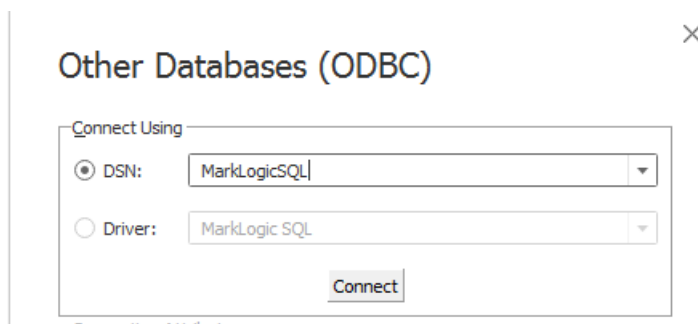 Other Databases (ODBC)
Connect Using
DSN: MarkLogicSQL
Driver: MarkLogic SQL
Connect